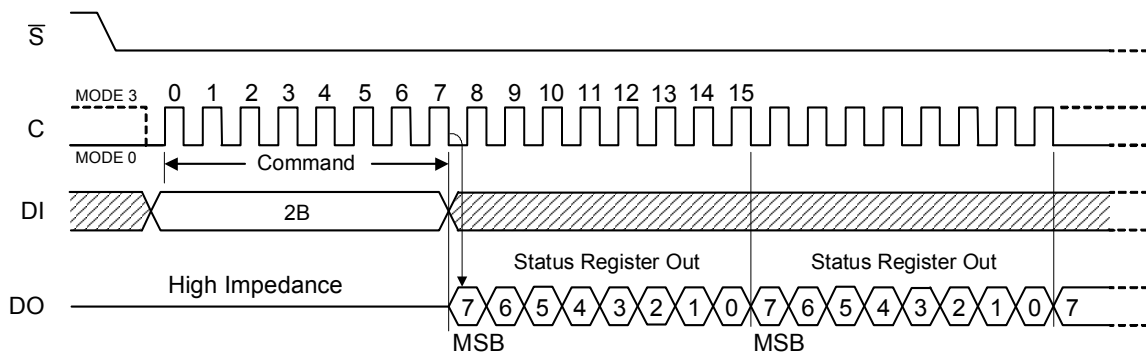 S̅
MODE 3
0 1 2 3 4 5 6 7 8 9 10 11 12 13 14 15
C
MODE 0
Command
DI
2B
Status Register Out Status Register Out
High Impedance
DO
7 6 5 4 3 2 1 0 7 6 5 4 3 2 1 0 7
MSB MSB